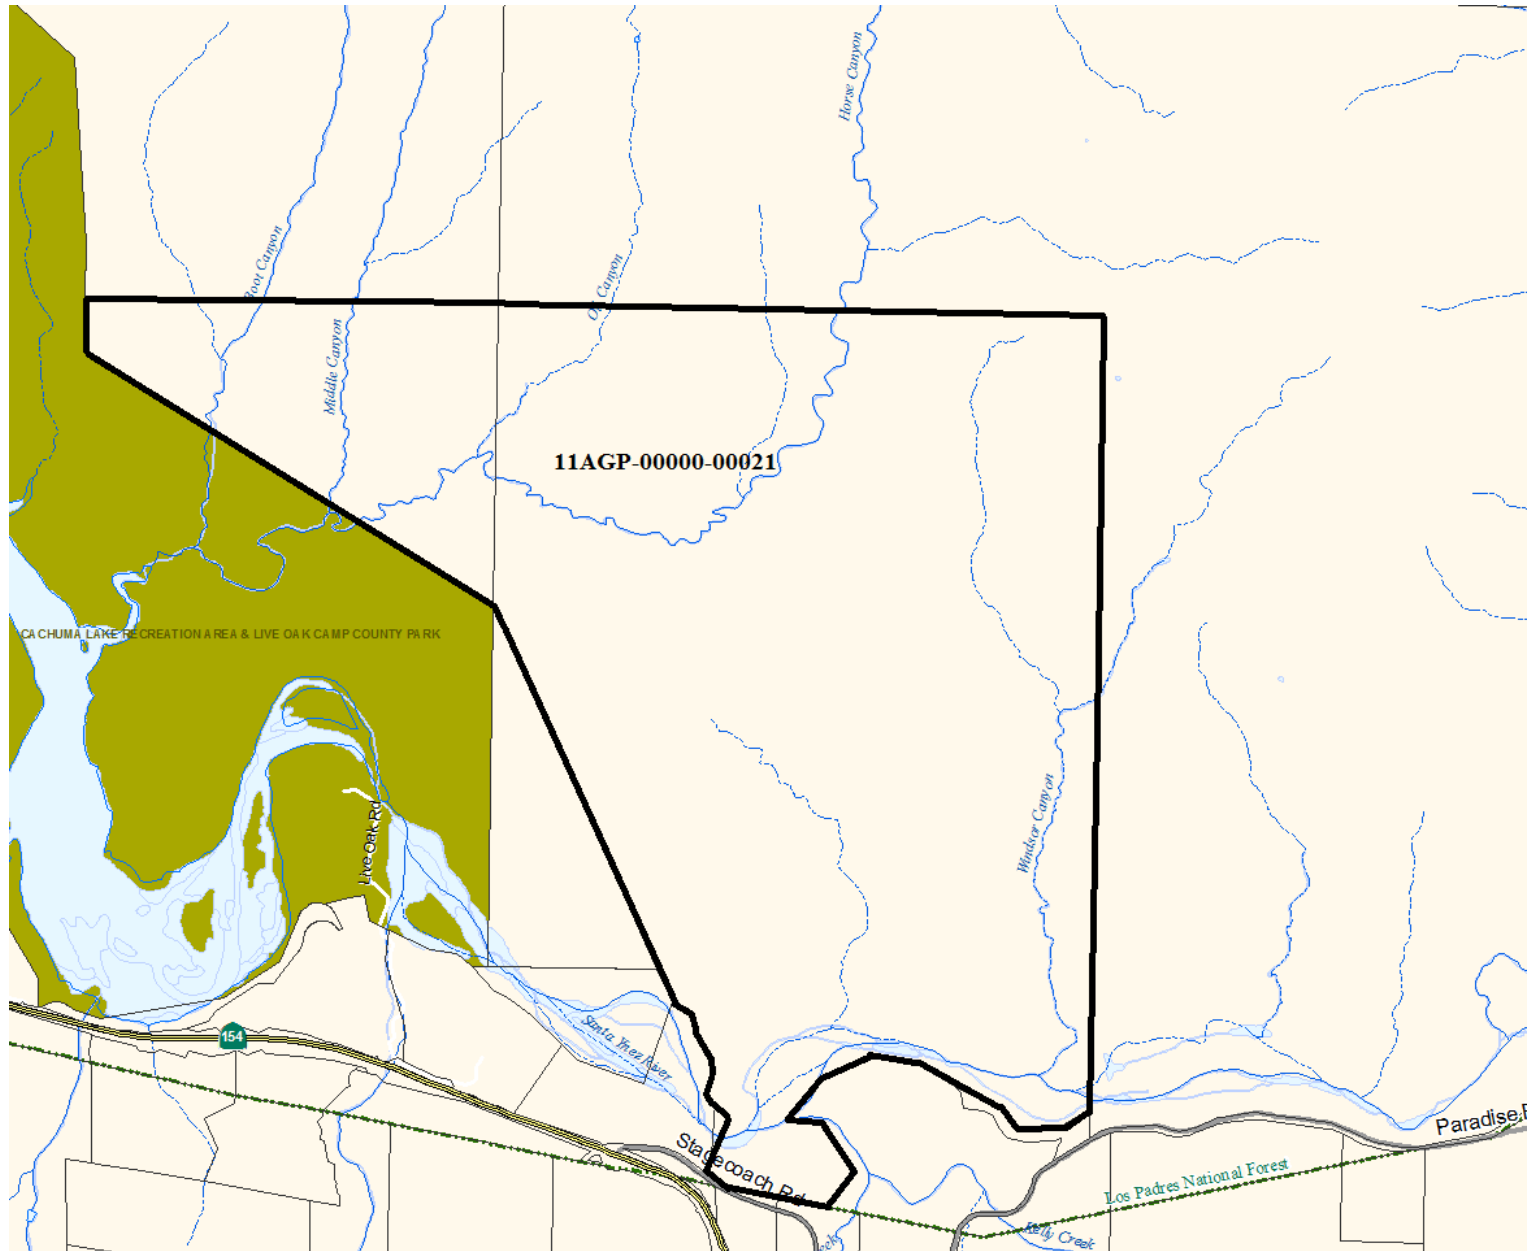 Horse Canyon
Boot Canyon
Oil Canyon
Middle Canyon
11AGP-00000-00021
CACHUMA LAKE RECREATION AREA & LIVE OAK CAMP COUNTY PARK
Live Oak Rd
Windsor Canyon
154
Santa Ynez River
Stagecoach Rd
Paradise
Los Padres National Forest
Kelly Creek